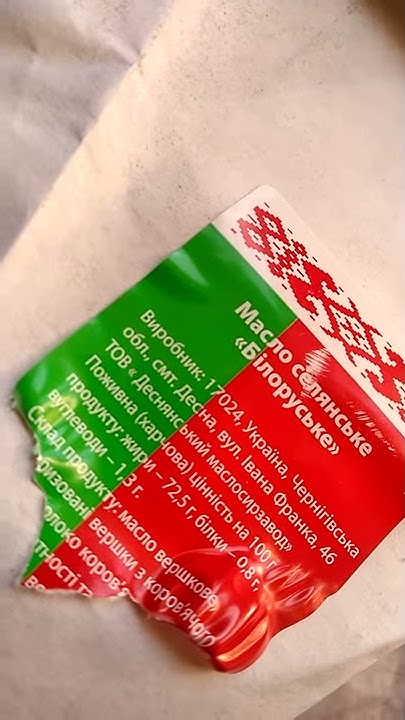 Масло селянське
«Білоруське»
Виробник: 17024, Україна, Чернігівська
обл., смт. Десна, вул. Івана Франка, 46
ТОВ «Деснянський маслосирзавод»
Поживна (харчова) цінність на 100 г
продукту: жири – 72,5 г, білки 0,8 г,
вуглеводи - 1,3 г.
Склад продукту: масло вершкове,
вершки з коров'ячого
молоко коров'